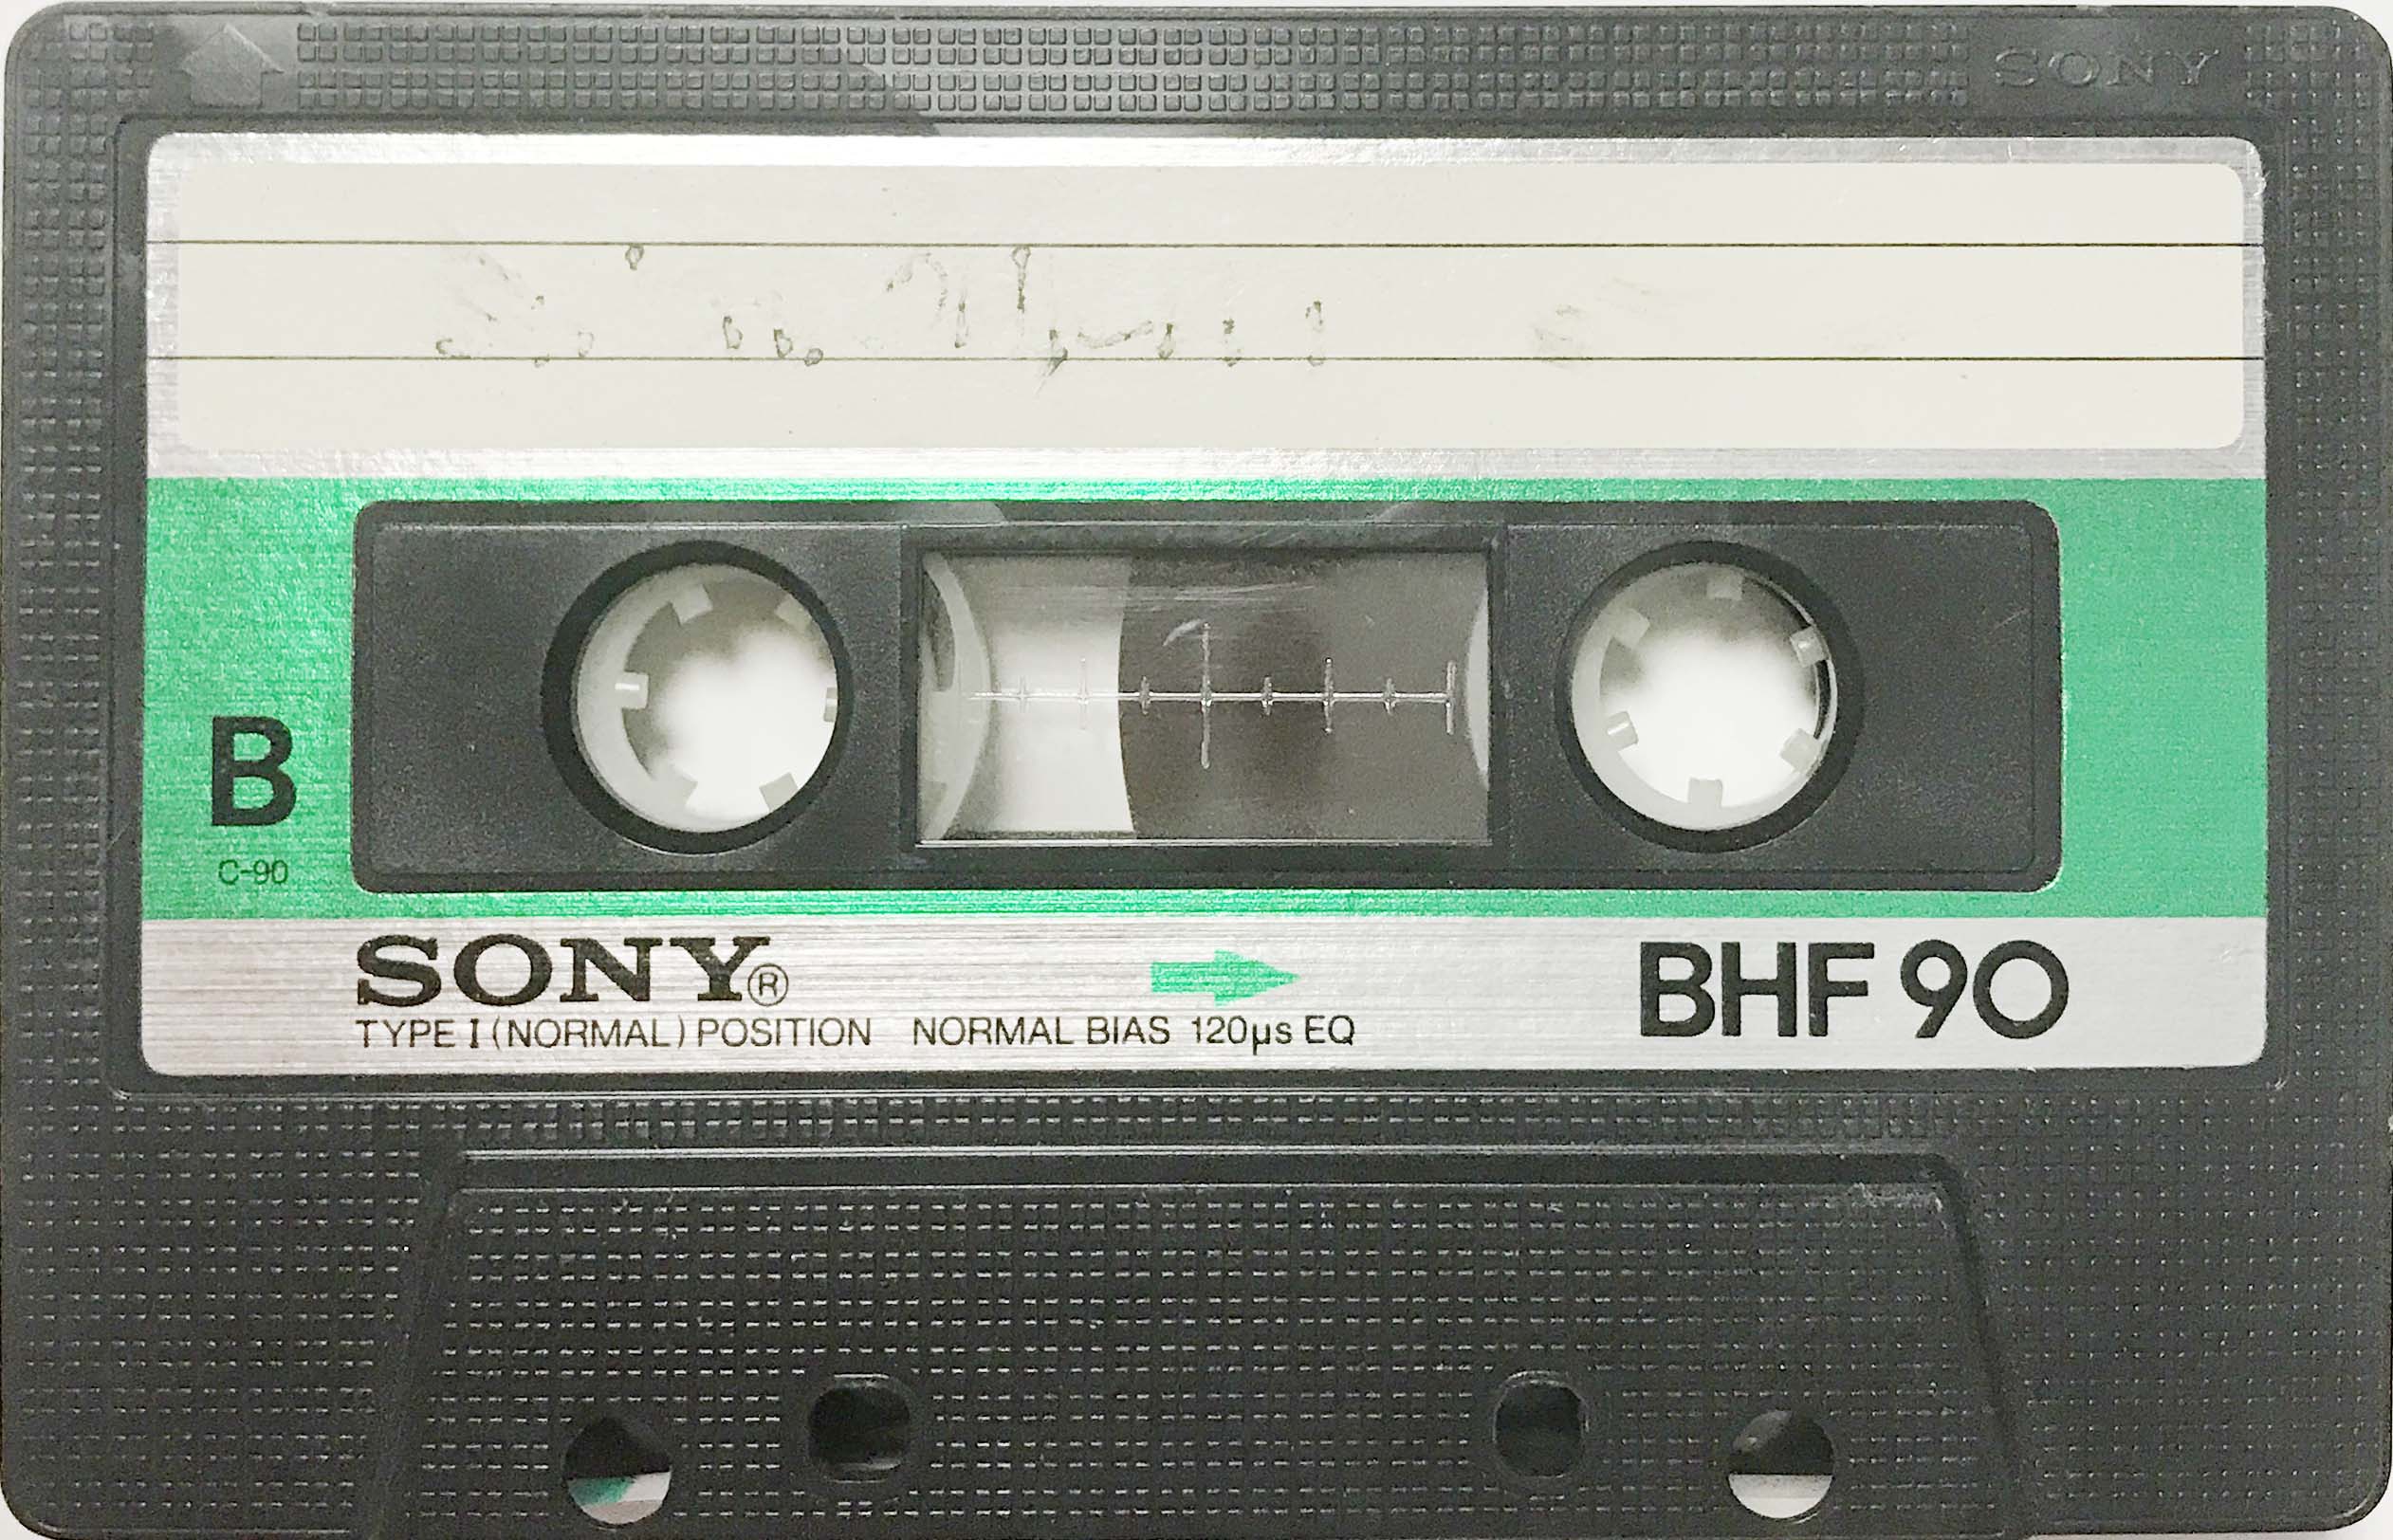 SONY
B
C-90
SONY®
BHF 90
TYPE I (NORMAL) POSITION NORMAL BIAS 120µs EQ